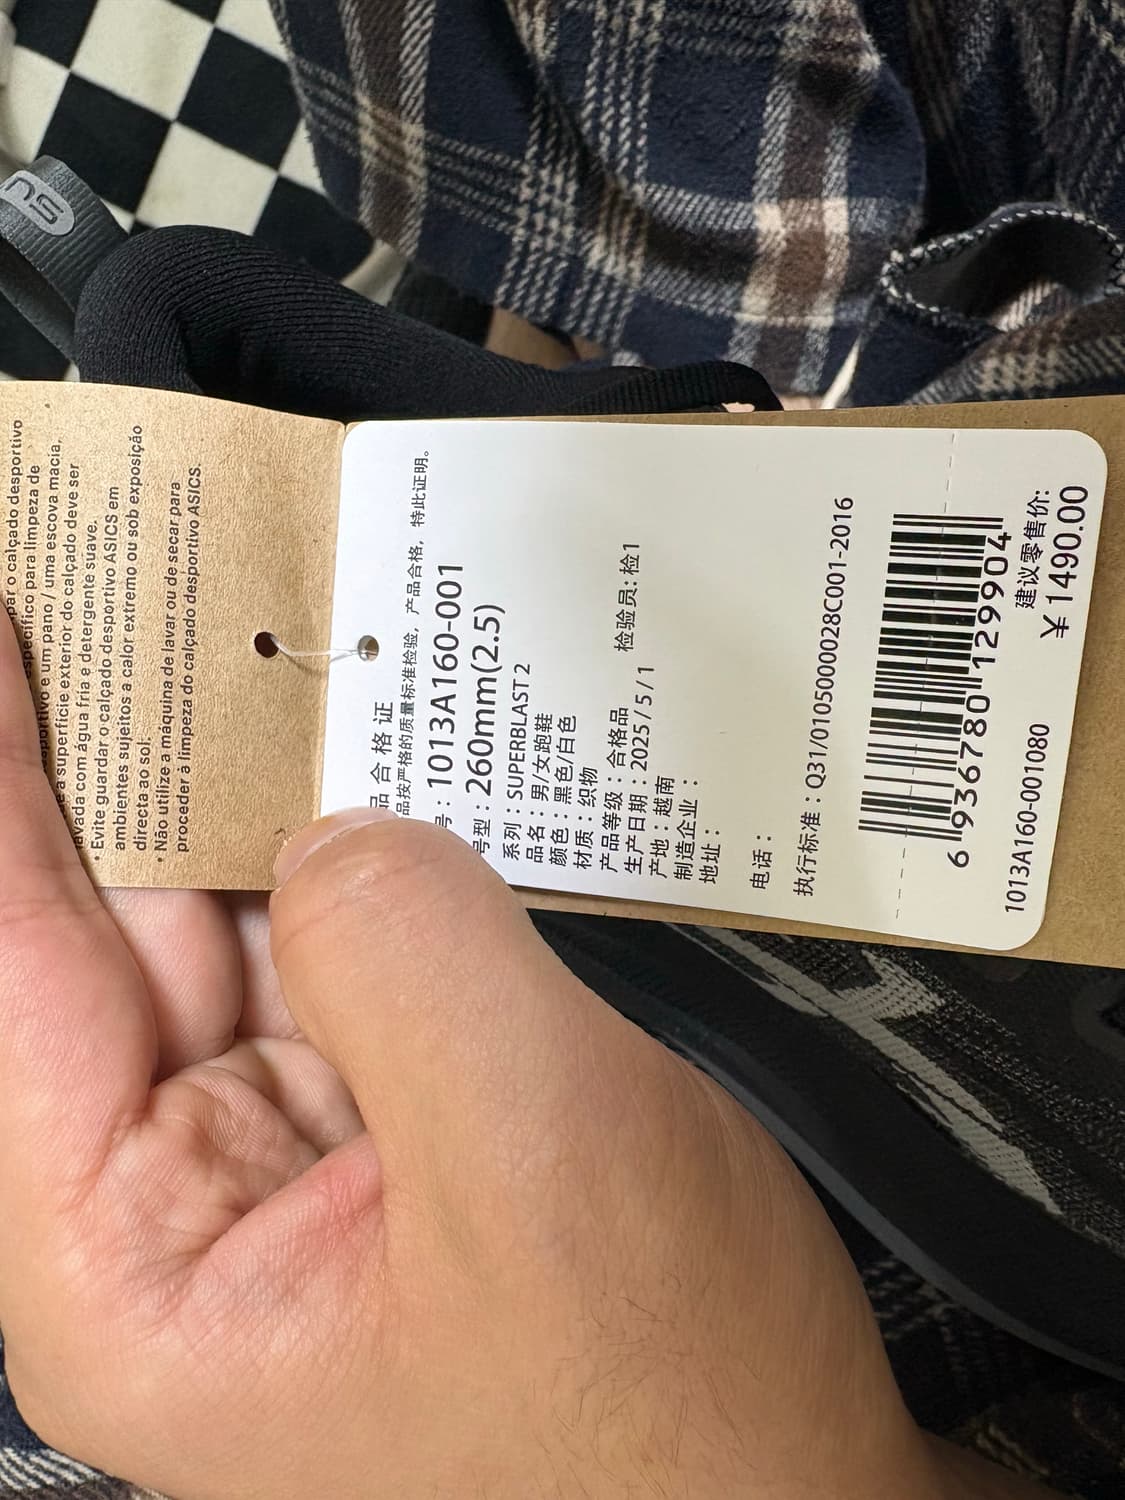 par o calçado desportivo
específico para limpeza de
desportivo e um pano / uma escova macia,
a superfície exterior do calçado deve ser
lavada com água fria e detergente suave.
• Evite guardar o calçado desportivo ASICS em
ambientes sujeitos a calor extremo ou sob exposição
directa ao sol.
• Não utilize a máquina de lavar ou de secar para
proceder à limpeza do calçado desportivo ASICS.
品合格证
品按严格的质量标准检验，产品合格，特此证明。
号：1013A160-001
号型：260mm(2.5)
系列：SUPERBLAST 2
品名：男/女跑鞋
颜色：黑色/白色
材质：织物
产品等级：合格品
生产日期：2025/5/1 检验员:检1
产地：越南
制造企业：
地址：
电话：
执行标准：Q31/0105000028C001-2016
6 936780 129904
1013A160-001080
建议零售价:
￥1490.00